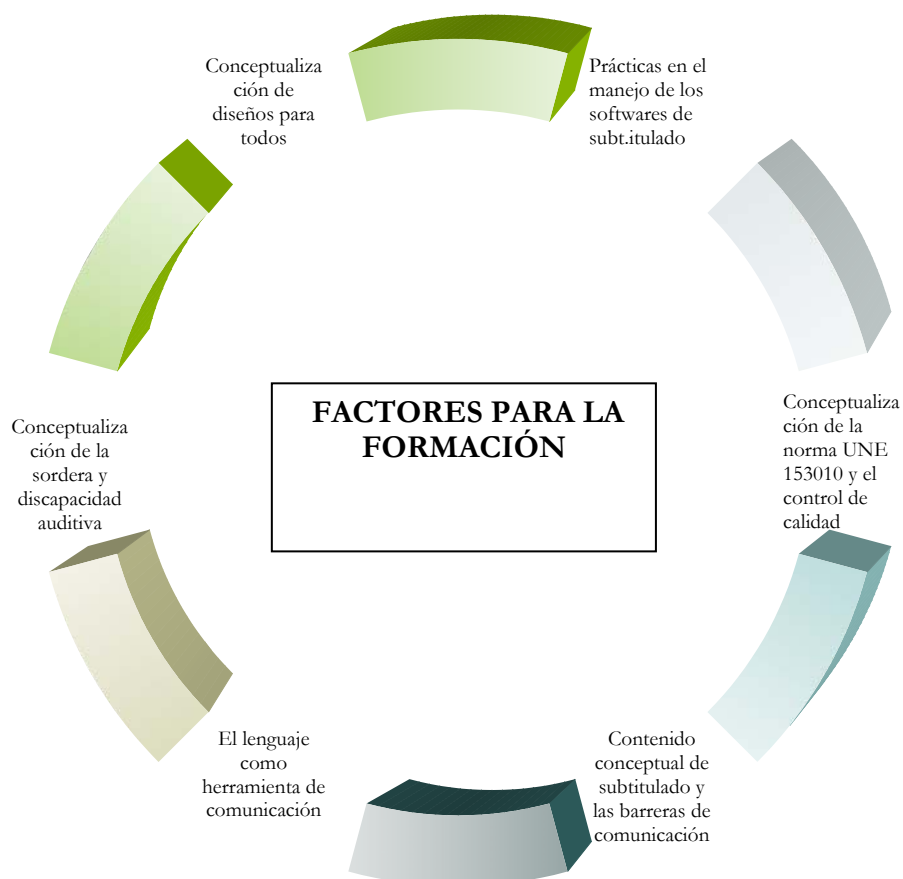 Conceptualiza
ción de
diseños para
todos
Prácticas en el
manejo de los
softwares de
subt.itulado
FACTORES PARA LA
FORMACIÓN
Conceptualiza
ción de la
norma UNE
153010 y el
control de
calidad
Conceptualiza
ción de la
sordera y
discapacidad
auditiva
El lenguaje
como
herramienta de
comunicación
Contenido
conceptual de
subtitulado y
las barreras de
comunicación